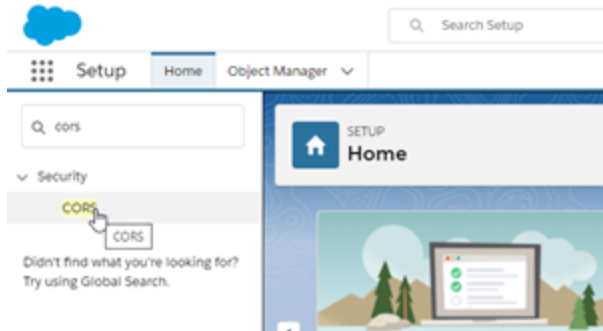 Search Setup
Setup Home Object Manager
cors
SETUP
Home
Security
CORS
CORS
Didn't find what you're looking for?
Try using Global Search.